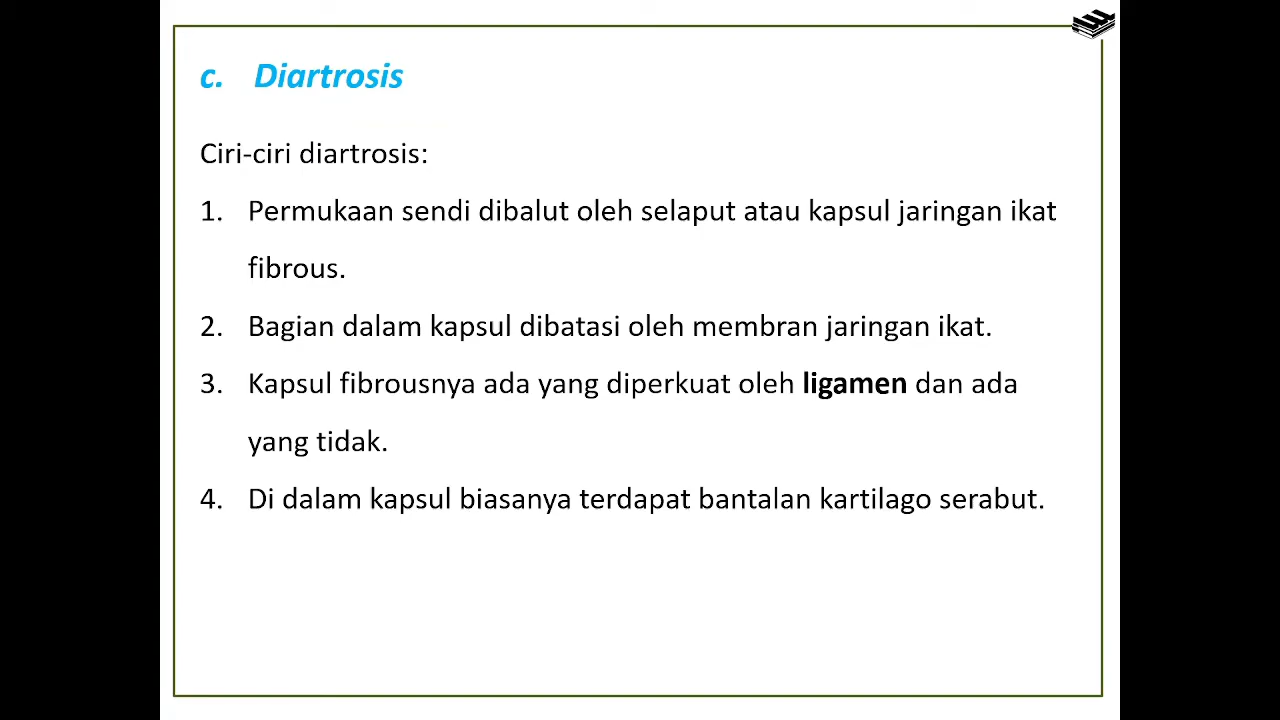 c. Diartrosis
Ciri-ciri diartrosis:
1. Permukaan sendi dibalut oleh selaput atau kapsul jaringan ikat
fibrous.
2. Bagian dalam kapsul dibatasi oleh membran jaringan ikat.
3. Kapsul fibrousnya ada yang diperkuat oleh ligamen dan ada
yang tidak.
4. Di dalam kapsul biasanya terdapat bantalan kartilago serabut.